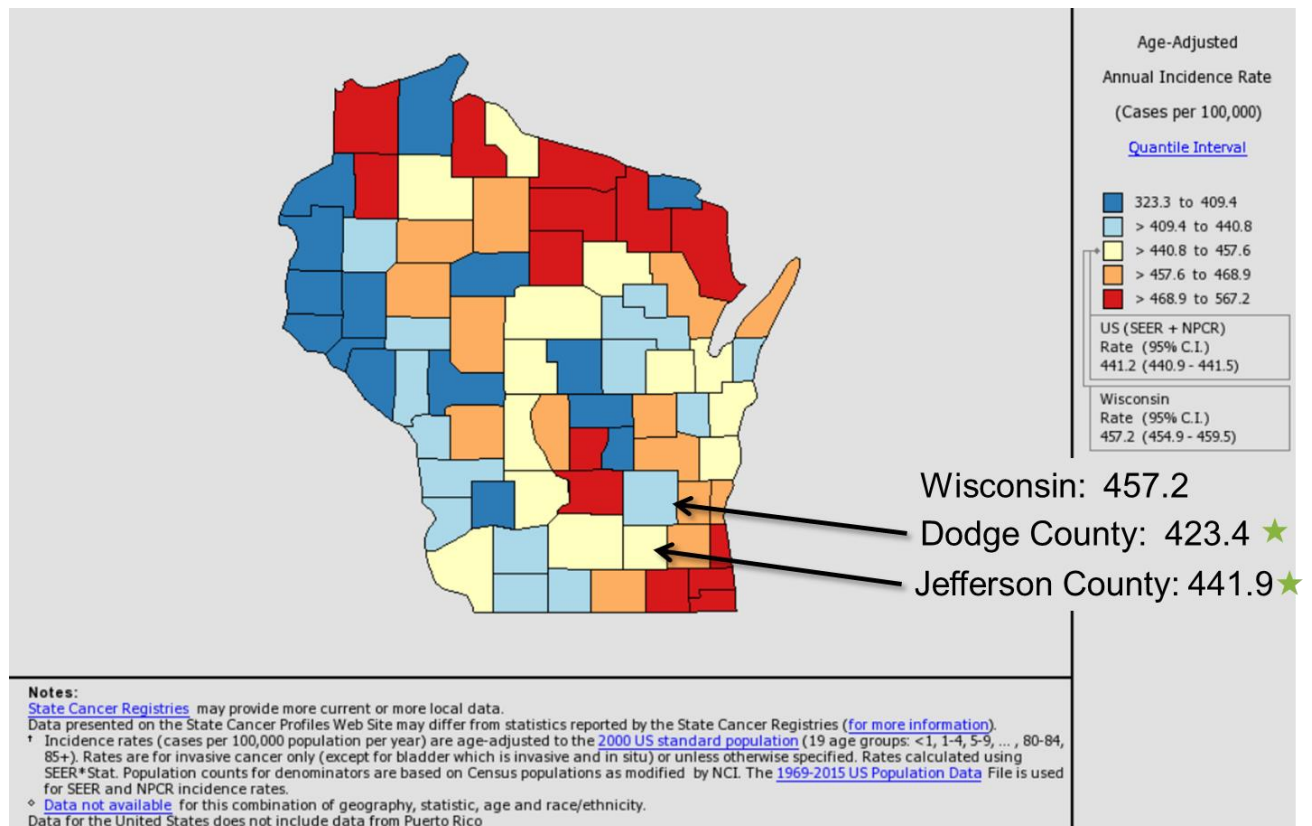 Age-Adjusted
Annual Incidence Rate
(Cases per 100,000)
Quantile Interval
323.3 to 409.4
> 409.4 to 440.8
> 440.8 to 457.6
> 457.6 to 468.9
> 468.9 to 567.2
US (SEER + NPCR)
Rate (95% C.I.)
441.2 (440.9 - 441.5)
Wisconsin
Rate (95% C.I.)
457.2 (454.9 - 459.5)
Wisconsin: 457.2
Dodge County: 423.4
Jefferson County: 441.9
Notes:
State Cancer Registries may provide more current or more local data.
Data presented on the State Cancer Profiles Web Site may differ from statistics reported by the State Cancer Registries (for more information).
† Incidence rates (cases per 100,000 population per year) are age-adjusted to the 2000 US standard population (19 age groups: <1, 1-4, 5-9, ... , 80-84,
85+). Rates are for invasive cancer only (except for bladder which is invasive and in situ) or unless otherwise specified. Rates calculated using
SEER*Stat. Population counts for denominators are based on Census populations as modified by NCI. The 1969-2015 US Population Data File is used
for SEER and NPCR incidence rates.
◇ Data not available for this combination of geography, statistic, age and race/ethnicity.
Data for the United States does not include data from Puerto Rico